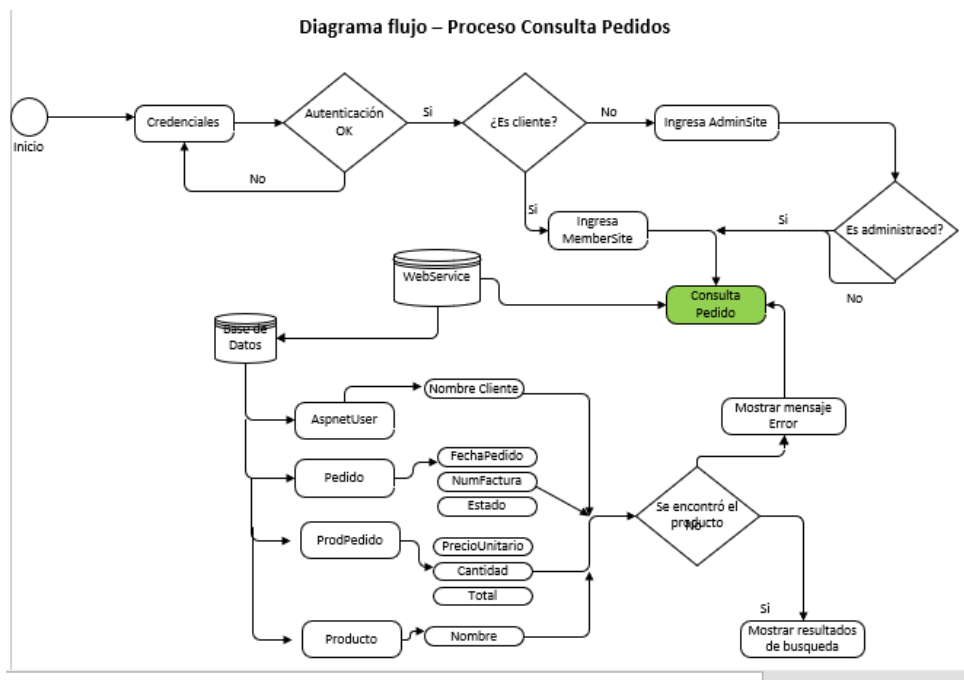 Diagrama flujo – Proceso Consulta Pedidos
Inicio
Credenciales
Autenticación
OK
Si
No
¿Es cliente?
No
Ingresa AdminSite
Si
Ingresa
MemberSite
Si
Es administraod?
No
WebService
Consulta
Pedido
Base de
Datos
AspnetUser
Nombre Cliente
Mostrar mensaje
Error
Pedido
FechaPedido
NumFactura
Estado
Se encontró el
producto
No
ProdPedido
PrecioUnitario
Cantidad
Total
Producto
Nombre
Si
Mostrar resultados
de busqueda